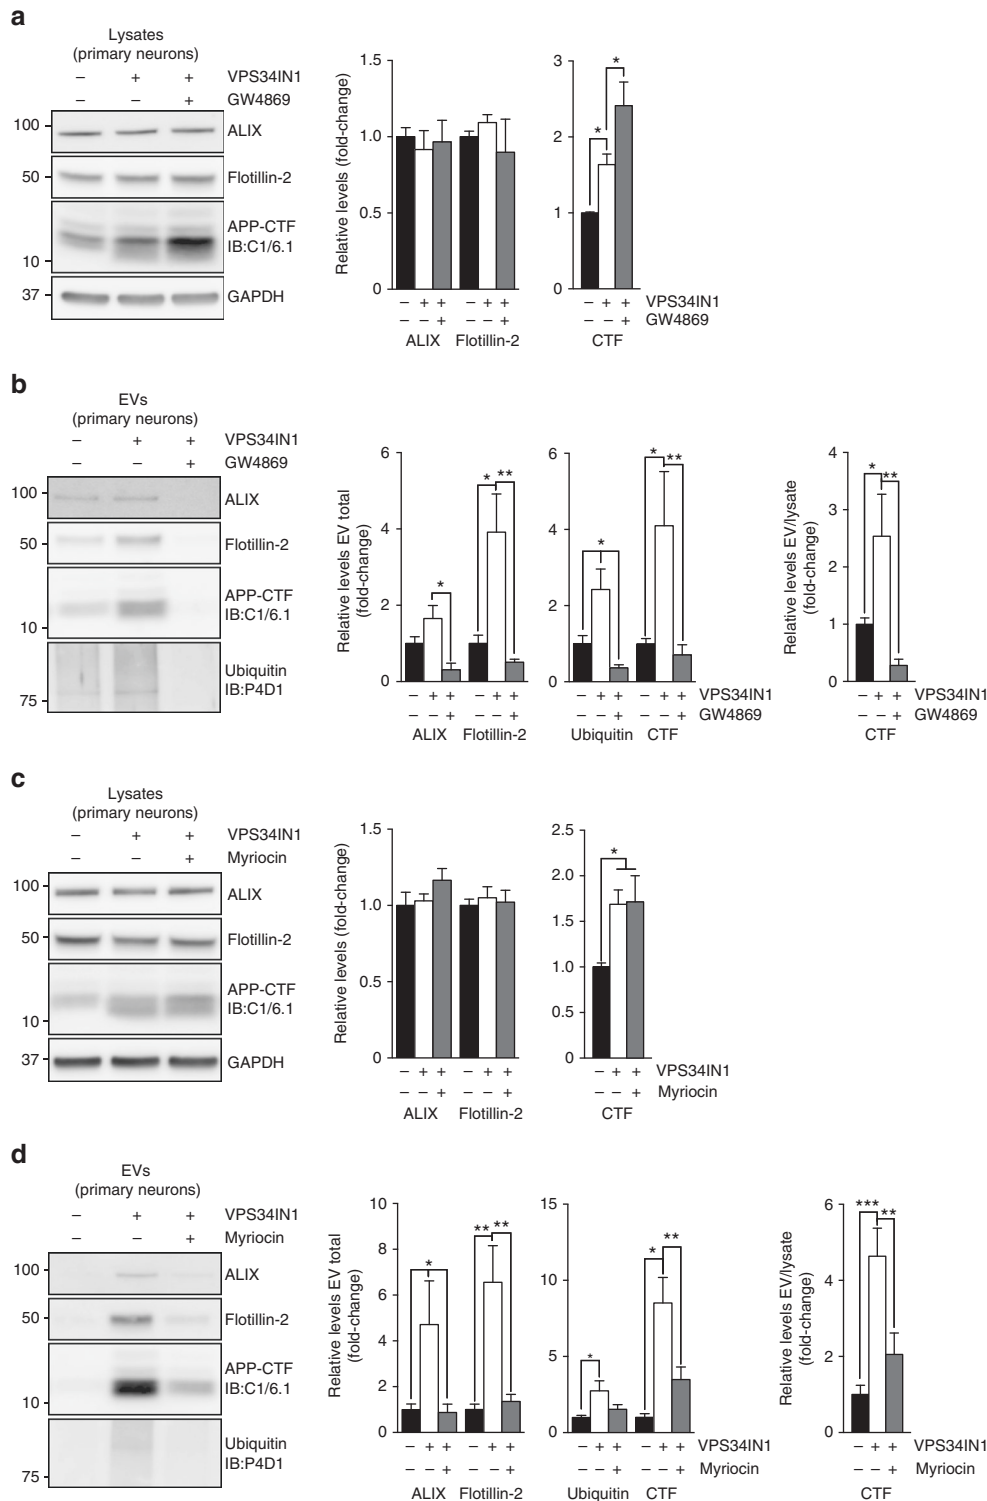 a
Lysates
(primary neurons)
– + + VPS34IN1
– – + GW4869
100 ALIX
50 Flotillin-2
APP-CTF
IB:C1/6.1
10
37 GAPDH
Relative levels (fold-change)
1.5
1.0
0.5
0
– + + – + +
– – + – – +
ALIX Flotillin-2
3
2
1
0
* *
– + + VPS34IN1
– – + GW4869
CTF
b
EVs
(primary neurons)
– + + VPS34IN1
– – + GW4869
100 ALIX
50 Flotillin-2
APP-CTF
IB:C1/6.1
10
Ubiquitin
IB:P4D1
75
Relative levels EV total
(fold-change)
6
4
2
0
* * **
– + + – + +
– – + – – +
ALIX Flotillin-2
6
4
2
0
* * **
– + + – + + VPS34IN1
– – + – – + GW4869
Ubiquitin CTF
Relative levels EV/lysate
(fold-change)
4
3
2
1
0
* **
– + + VPS34IN1
– – + GW4869
CTF
c
Lysates
(primary neurons)
– + + VPS34IN1
– – + Myriocin
100 ALIX
50 Flotillin-2
APP-CTF
IB:C1/6.1
10
37 GAPDH
Relative levels (fold-change)
1.5
1.0
0.5
0
– + + – + +
– – + – – +
ALIX Flotillin-2
2.5
2.0
1.5
1.0
0.5
0
*
– + + VPS34IN1
– – + Myriocin
CTF
d
EVs
(primary neurons)
– + + VPS34IN1
– – + Myriocin
100 ALIX
50 Flotillin-2
APP-CTF
IB:C1/6.1
10
Ubiquitin
IB:P4D1
75
Relative levels EV total
(fold-change)
10
8
6
4
2
0
* ** **
– + + – + +
– – + – – +
ALIX Flotillin-2
15
10
5
0
* * **
– + + – + + VPS34IN1
– – + – – + Myriocin
Ubiquitin CTF
Relative levels EV/lysate
(fold-change)
6
4
2
0
*** **
– + + VPS34IN1
– – + Myriocin
CTF